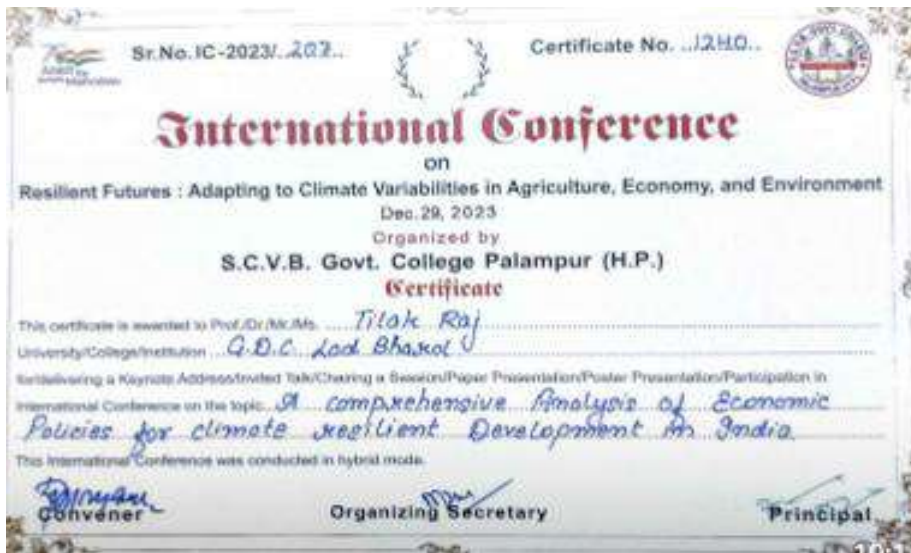 Sr.No. IC-2023/. 207..
Certificate No. ..1240..
Azadi Ka
Amrit Mahotsav
International Conference
on
Resilient Futures : Adapting to Climate Variabilities in Agriculture, Economy, and Environment
Dec. 29, 2023
Organized by
S.C.V.B. Govt. College Palampur (H.P.)
Certificate
This certificate is awarded to Prof./Dr./Mr./Ms. Tilak Raj
University/College/Institution G.D.C. Lad Bharol
for/delivering a Keynote Address/Invited Talk/Chairing a Session/Paper Presentation/Poster Presentation/Participation in
International Conference on the topic. A comprehensive Analysis of Economic
Policies for climate resilient Development in India
This International Conference was conducted in hybrid mode.
Convener
Organizing Secretary
Principal